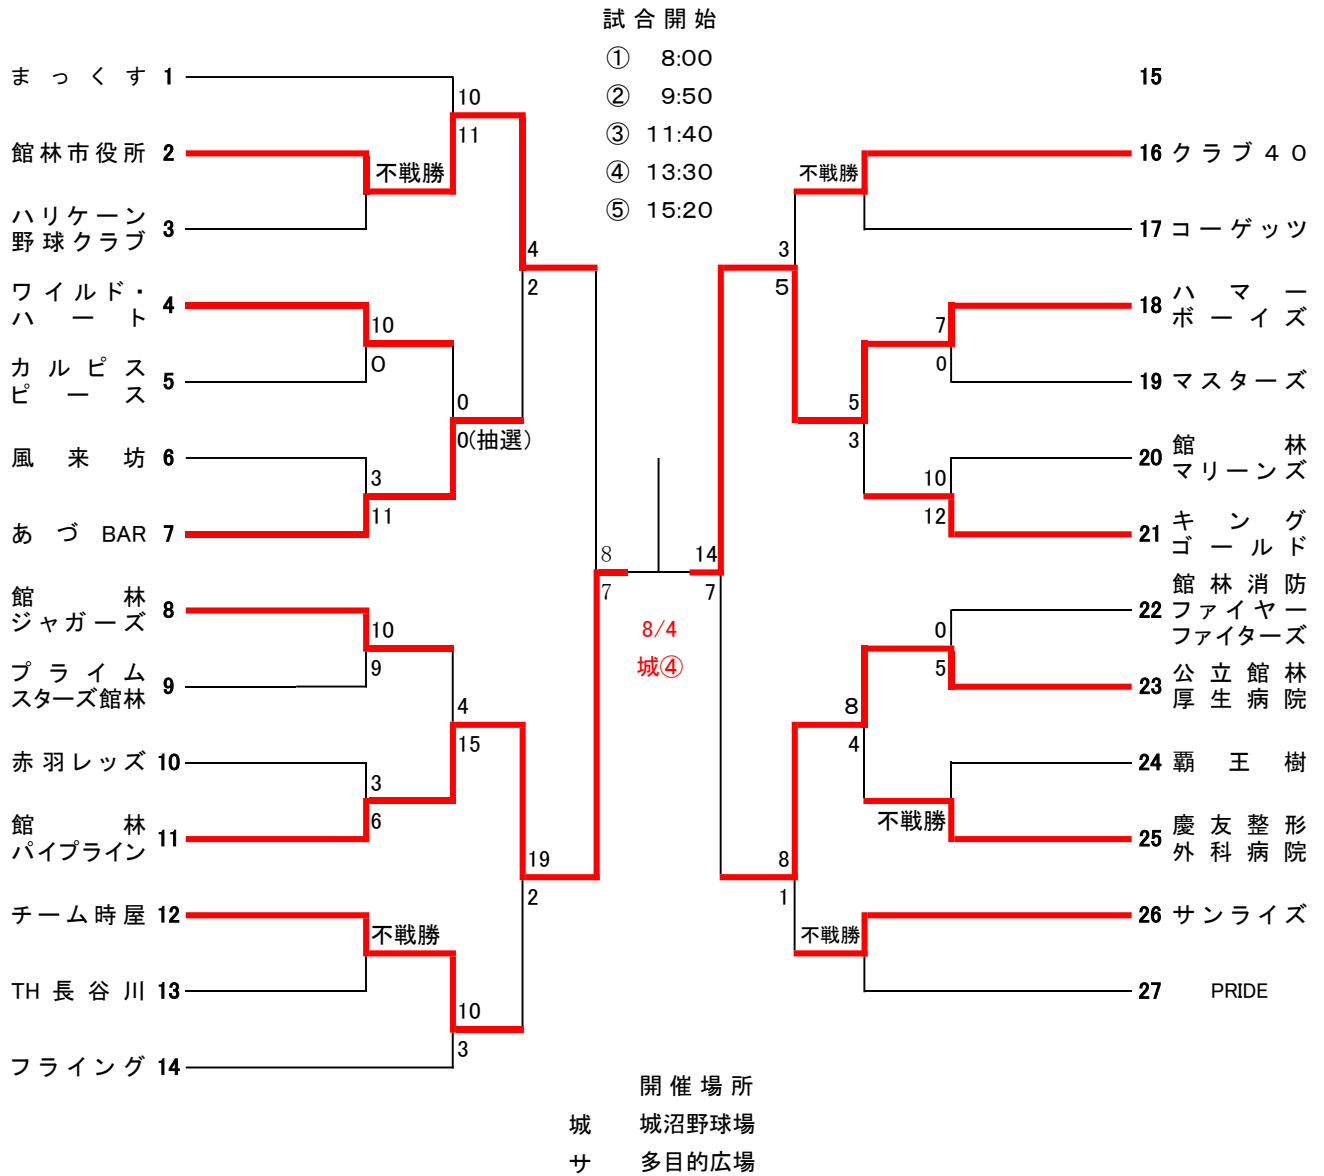 試合開始
① 8:00
② 9:50
③ 11:40
④ 13:30
⑤ 15:20
まっくす 1
10
11
館林市役所 2
不戦勝
ハリケーン
野球クラブ 3
4
2
ワイルド・
ハート 4
10
0
カルピス
ピース 5
0
0(抽選)
風来坊 6
3
11
あづBAR 7
8
7
館林
ジャガーズ 8
10
9
プライム
スターズ館林 9
4
15
赤羽レッズ 10
3
6
館林
パイプライン 11
19
2
チーム時屋 12
不戦勝
TH長谷川 13
10
3
フライング 14
8/4
城④
15
16 クラブ40
不戦勝
17 コーゲッツ
3
5
18 ハマー
ボーイズ
7
0
19 マスターズ
5
3
20 館林
マリーンズ
10
12
21 キング
ゴールド
14
7
22 館林消防
ファイヤー
ファイターズ
0
5
23 公立館林
厚生病院
8
4
24 覇王樹
不戦勝
25 慶友整形
外科病院
8
1
26 サンライズ
不戦勝
27 PRIDE
開催場所
城 城沼野球場
サ 多目的広場